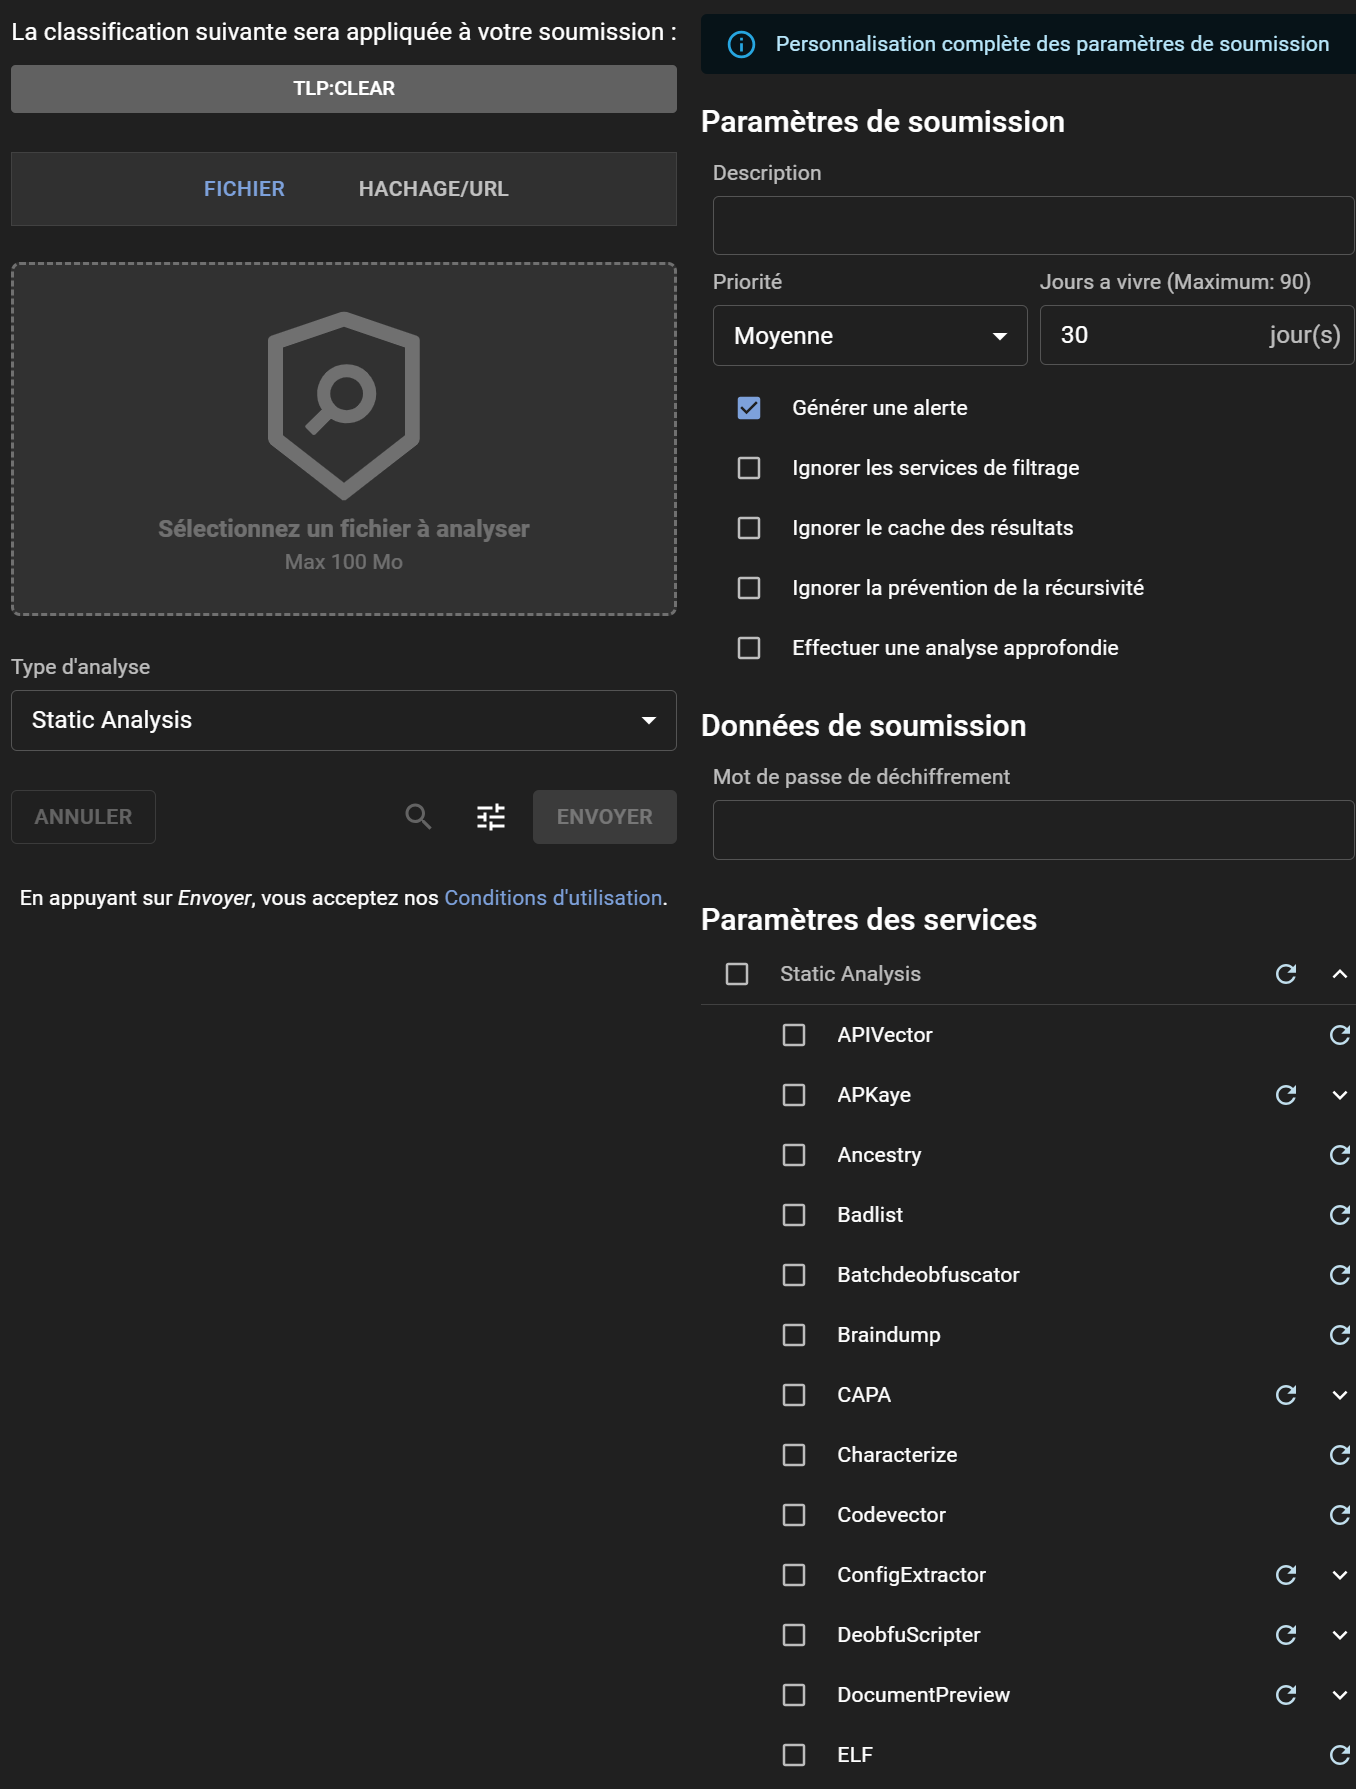 La classification suivante sera appliquée à votre soumission :
TLP:CLEAR
FICHIER
HACHAGE/URL
Sélectionnez un fichier à analyser
Max 100 Mo
Type d'analyse
Static Analysis
ANNULER
ENVOYER
En appuyant sur Envoyer, vous acceptez nos Conditions d'utilisation.
Personnalisation complète des paramètres de soumission
Paramètres de soumission
Description
Priorité
Moyenne
Jours a vivre (Maximum: 90)
30 jour(s)
Générer une alerte
Ignorer les services de filtrage
Ignorer le cache des résultats
Ignorer la prévention de la récursivité
Effectuer une analyse approfondie
Données de soumission
Mot de passe de déchiffrement
Paramètres des services
Static Analysis
APIVector
APKaye
Ancestry
Badlist
Batchdeobfuscator
Braindump
CAPA
Characterize
Codevector
ConfigExtractor
DeobfuScripter
DocumentPreview
ELF